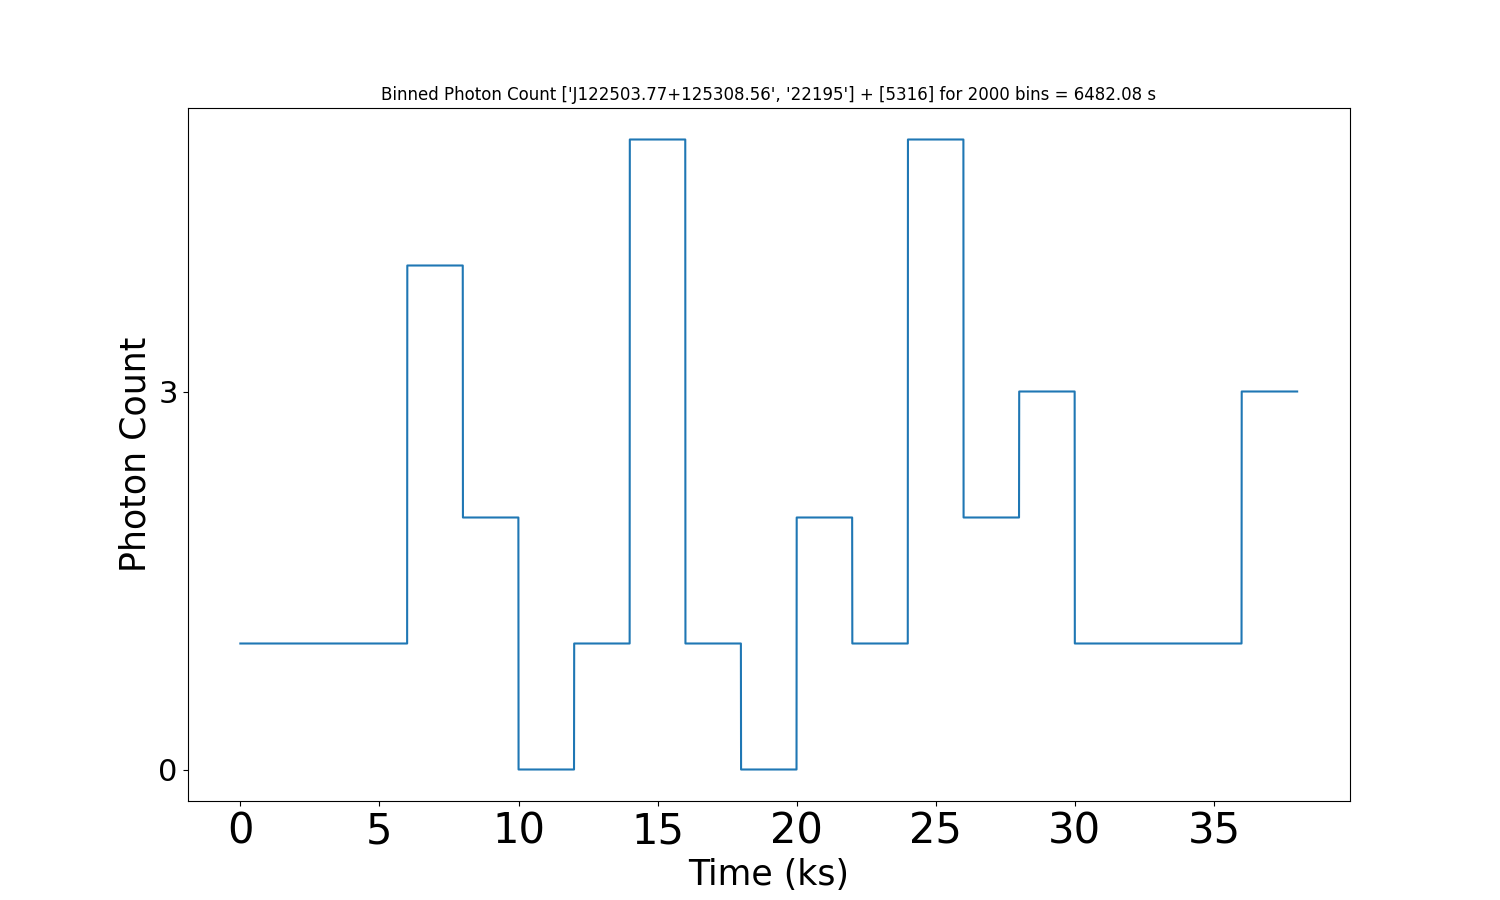 Binned Photon Count ['J122503.77+125308.56', '22195'] + [5316] for 2000 bins = 6482.08 s
Photon Count
3
0
0 5 10 15 20 25 30 35
Time (ks)